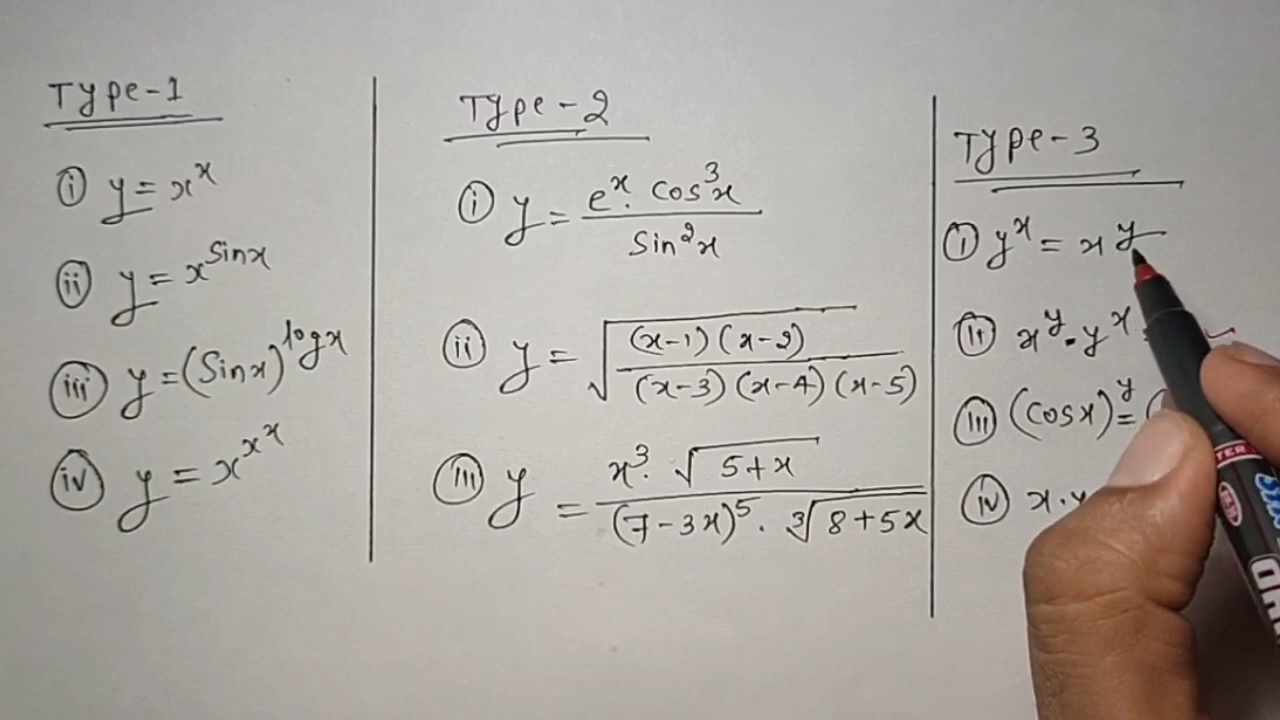 Type-1
(i) y = x^x
(ii) y = x^sinx
(iii) y = (Sinx)^logx
(iv) y = x^x^x
Type-2
(i) y = e^x. cos^3x / sin^2x
(ii) y = √((x-1)(x-2) / (x-3)(x-4)(x-5))
(iii) y = x^3. √(5+x) / (7-3x)^5 . ∛(8+5x)
Type-3
(i) y^x = x^y
(ii) x^y . y^x
(iii) (cosx)^y =
(iv) x.